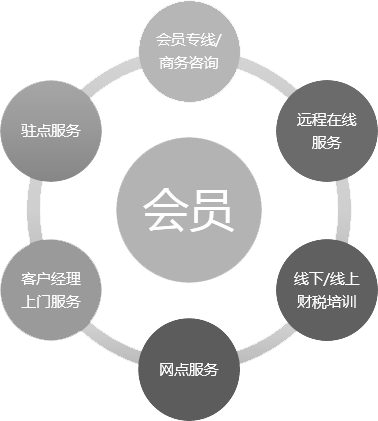 会员专线/
商务咨询
驻点服务
远程在线
服务
会员
客户经理
上门服务
线下/线上
财税培训
网点服务